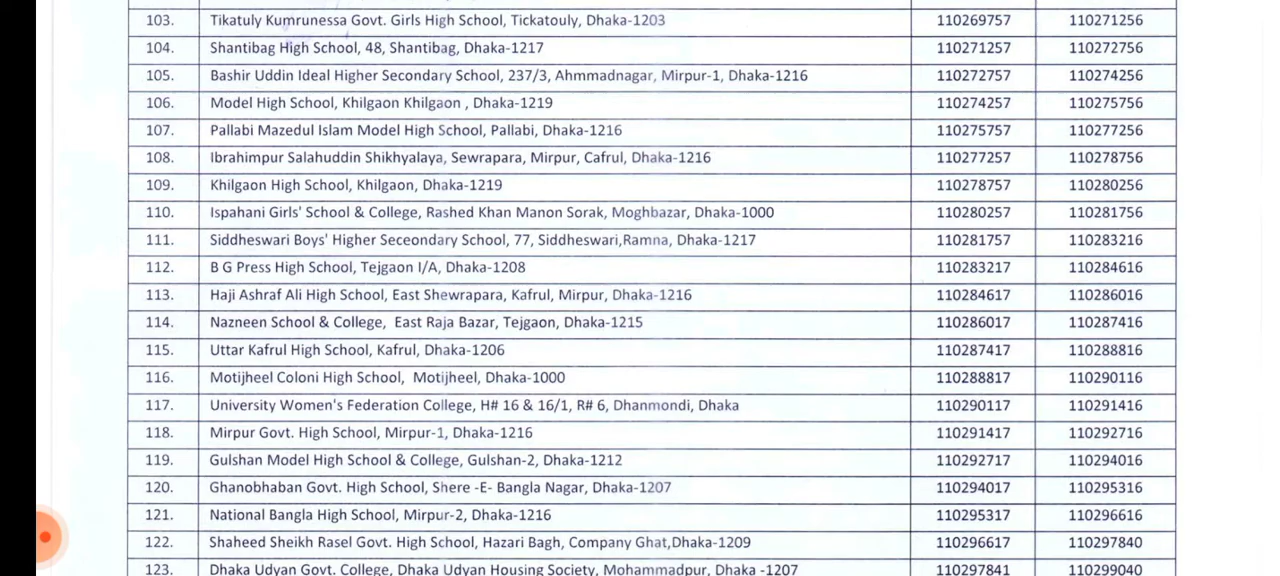 103. Tikatuly Kumrunessa Govt. Girls High School, Tickatouly, Dhaka-1203 110269757 110271256
104. Shantibag High School, 48, Shantibag, Dhaka-1217 110271257 110272756
105. Bashir Uddin Ideal Higher Secondary School, 237/3, Ahmmadnagar, Mirpur-1, Dhaka-1216 110272757 110274256
106. Model High School, Khilgaon Khilgaon , Dhaka-1219 110274257 110275756
107. Pallabi Mazedul Islam Model High School, Pallabi, Dhaka-1216 110275757 110277256
108. Ibrahimpur Salahuddin Shikhyalaya, Sewrapara, Mirpur, Cafrul, Dhaka-1216 110277257 110278756
109. Khilgaon High School, Khilgaon, Dhaka-1219 110278757 110280256
110. Ispahani Girls' School & College, Rashed Khan Manon Sorak, Moghbazar, Dhaka-1000 110280257 110281756
111. Siddheswari Boys' Higher Seceondary School, 77, Siddheswari,Ramna, Dhaka-1217 110281757 110283216
112. B G Press High School, Tejgaon I/A, Dhaka-1208 110283217 110284616
113. Haji Ashraf Ali High School, East Shewrapara, Kafrul, Mirpur, Dhaka-1216 110284617 110286016
114. Nazneen School & College, East Raja Bazar, Tejgaon, Dhaka-1215 110286017 110287416
115. Uttar Kafrul High School, Kafrul, Dhaka-1206 110287417 110288816
116. Motijheel Coloni High School, Motijheel, Dhaka-1000 110288817 110290116
117. University Women's Federation College, H# 16 & 16/1, R# 6, Dhanmondi, Dhaka 110290117 110291416
118. Mirpur Govt. High School, Mirpur-1, Dhaka-1216 110291417 110292716
119. Gulshan Model High School & College, Gulshan-2, Dhaka-1212 110292717 110294016
120. Ghanobhaban Govt. High School, Shere -E- Bangla Nagar, Dhaka-1207 110294017 110295316
121. National Bangla High School, Mirpur-2, Dhaka-1216 110295317 110296616
122. Shaheed Sheikh Rasel Govt. High School, Hazari Bagh, Company Ghat,Dhaka-1209 110296617 110297840
123. Dhaka Udyan Govt. College, Dhaka Udyan Housing Society, Mohammadpur, Dhaka -1207 110297841 110299040